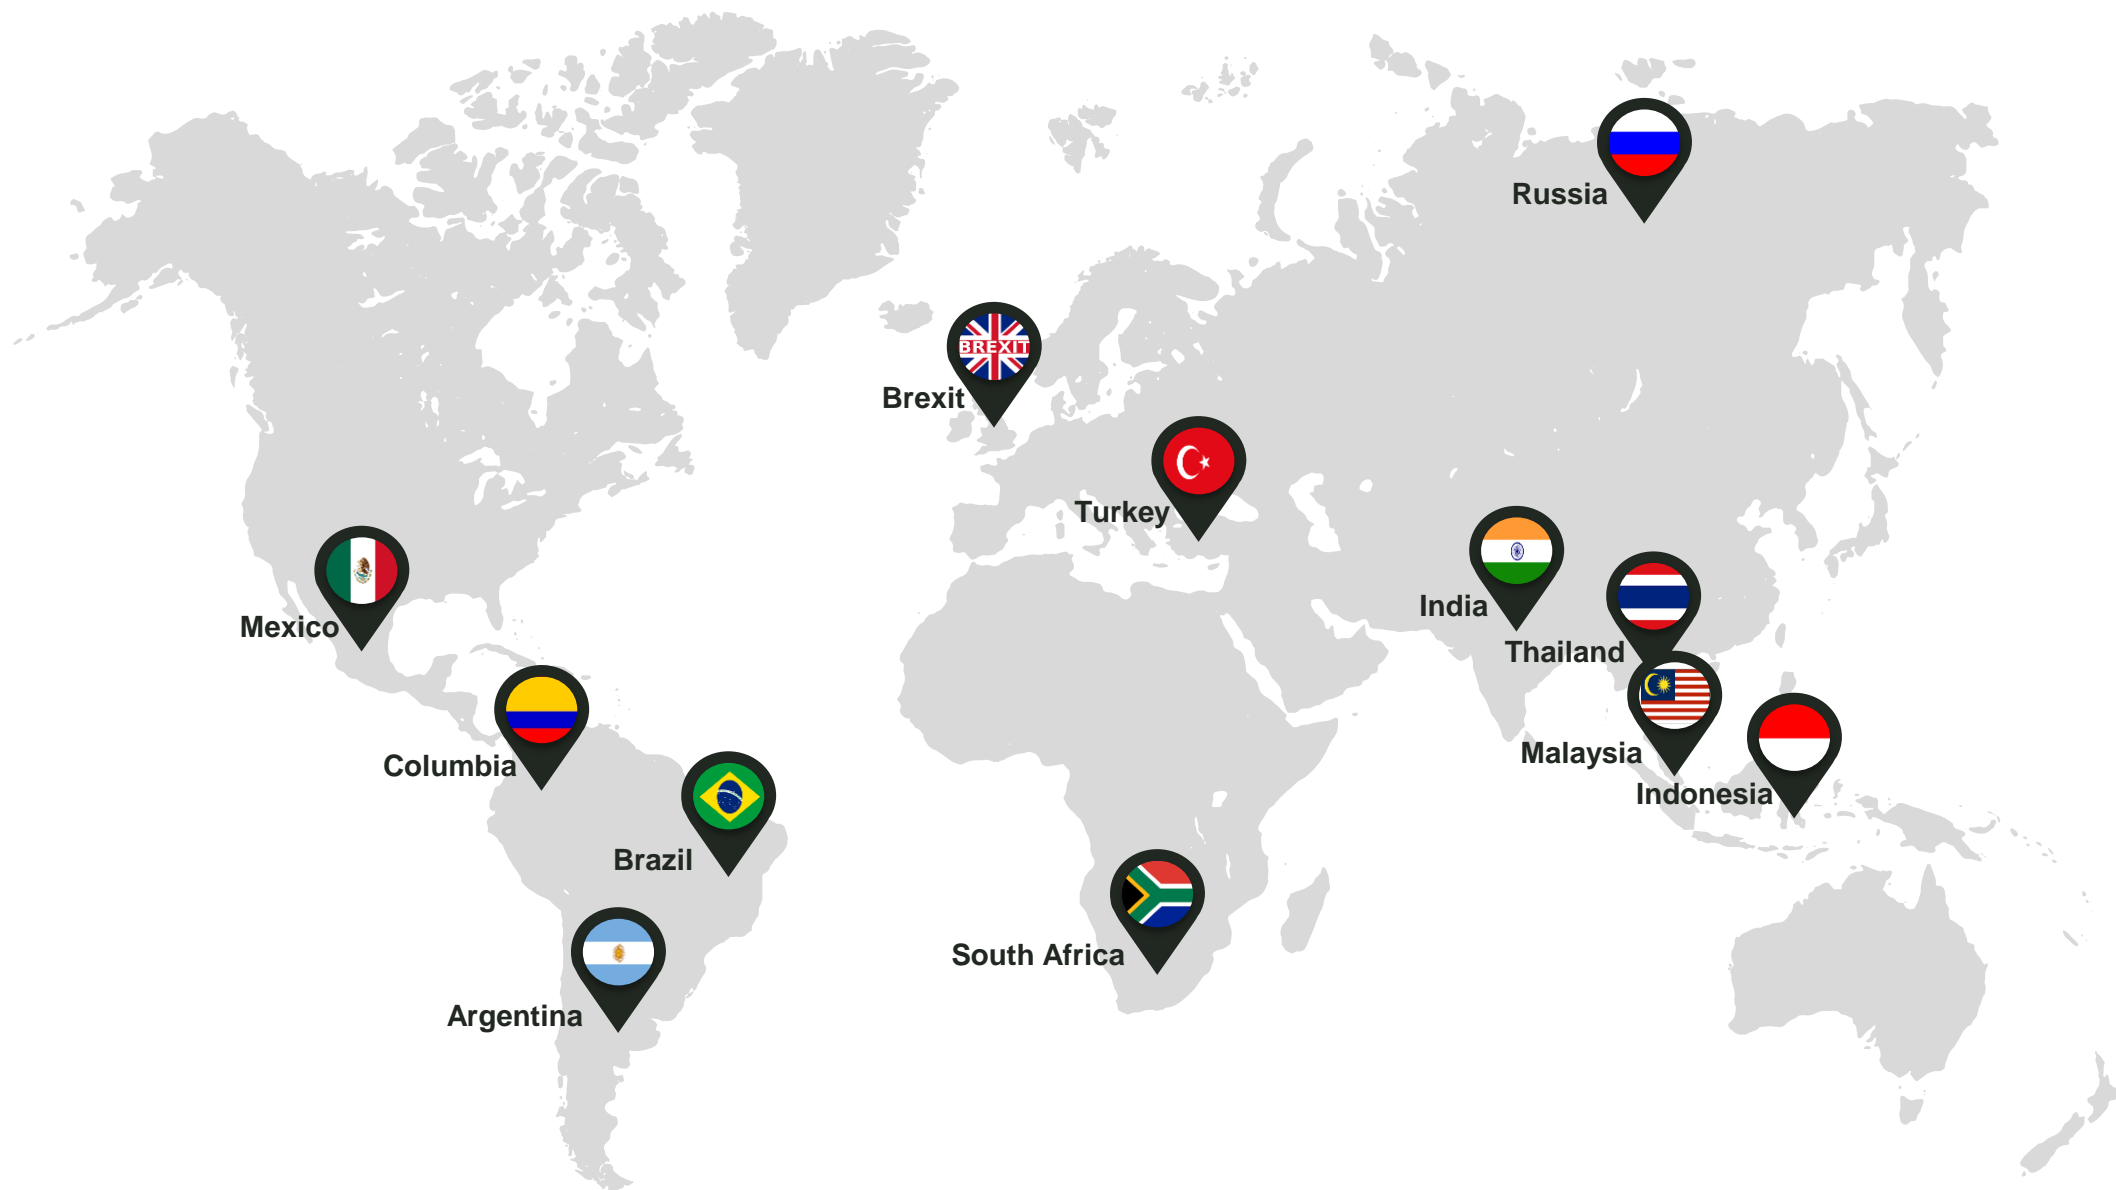 Russia
BREXIT
Brexit
Turkey
India
Mexico
Thailand
Malaysia
Columbia
Indonesia
Brazil
South Africa
Argentina